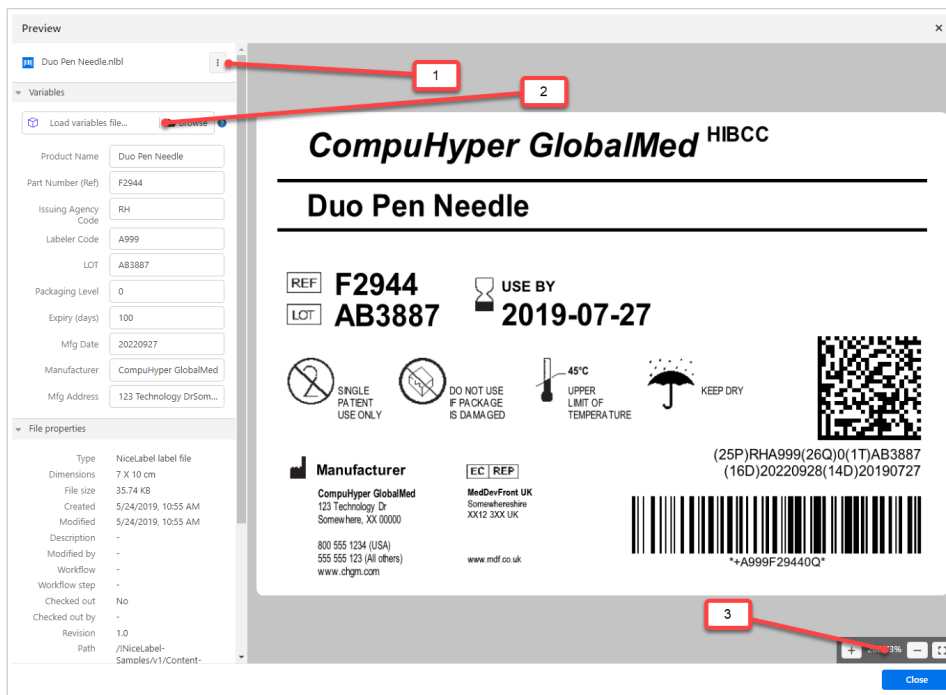 Preview
Duo Pen Needle.nlbl
1
Variables
2
Load variables file...
Browse
Product Name Duo Pen Needle
Part Number (Ref) F2944
Issuing Agency Code RH
Labeler Code A999
LOT AB3887
Packaging Level 0
Expiry (days) 100
Mfg Date 20220927
Manufacturer CompuHyper GlobalMed
Mfg Address 123 Technology DrSom...
File properties
Type NiceLabel label file
Dimensions 7 X 10 cm
File size 35.74 KB
Created 5/24/2019, 10:55 AM
Modified 5/24/2019, 10:55 AM
Description -
Modified by -
Workflow -
Workflow step -
Checked out No
Checked out by -
Revision 1.0
Path /!NiceLabel-
Samples/v1/Content-
CompuHyper GlobalMed HIBCC
Duo Pen Needle
REF F2944
LOT AB3887
USE BY
2019-07-27
2
SINGLE
PATIENT
USE ONLY
DO NOT USE
IF PACKAGE
IS DAMAGED
45°C
UPPER
LIMIT OF
TEMPERATURE
KEEP DRY
(25P)RHA999(26Q)0(1T)AB3887
(16D)20220928(14D)20190727
Manufacturer
CompuHyper GlobalMed
123 Technology Dr
Somewhere, XX 00000
800 555 1234 (USA)
555 555 123 (All others)
www.chgm.com
EC REP
MedDevFront UK
Somewhereshire
XX12 3XX UK
www.mdf.co.uk
*+A999F29440Q*
3
Close